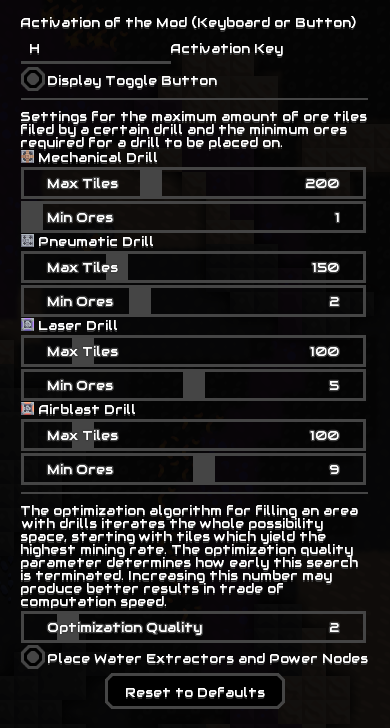 Activation of the Mod (Keyboard or Button)
H Activation Key
Display Toggle Button
Settings for the maximum amount of ore tiles
filed by a certain drill and the minimum ores
required for a drill to be placed on.
Mechanical Drill
Max Tiles 200
Min Ores 1
Pneumatic Drill
Max Tiles 150
Min Ores 2
Laser Drill
Max Tiles 100
Min Ores 5
Airblast Drill
Max Tiles 100
Min Ores 9
The optimization algorithm for filling an area
with drills iterates the whole possibility
space, starting with tiles which yield the
highest mining rate. The optimization quality
parameter determines how early this search
is terminated. Increasing this number may
produce better results in trade of
computation speed.
Optimization Quality 2
Place Water Extractors and Power Nodes
Reset to Defaults